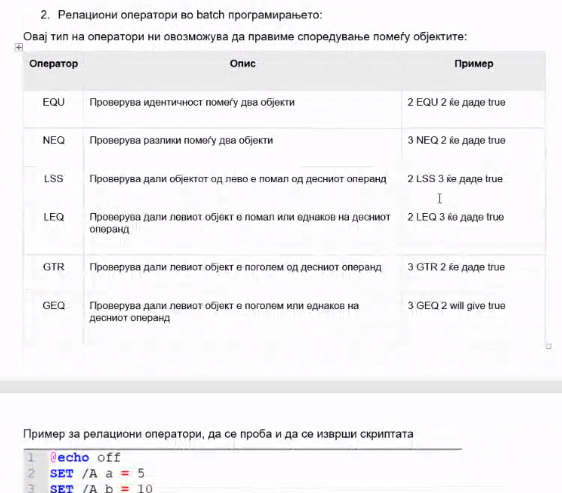 2. Релациони оператори во batch програмирањето:
Овај тип на оператори ни овозможува да правиме споредување помеѓу објектите:
Оператор Опис Пример
EQU Проверува идентичност помеѓу два објекти 2 EQU 2 ќе даде true
NEQ Проверува разлики помеѓу два објекти 3 NEQ 2 ќе даде true
LSS Проверува дали објектот од лево е помал од десниот операнд 2 LSS 3 ќе даде true
LEQ Проверува дали левиот објект е помал или еднаков на десниот 2 LEQ 3 ќе даде true
операнд
GTR Проверува дали левиот објект е поголем од десниот операнд 3 GTR 2 ќе даде true
GEQ Проверува дали левиот објект е поголем или еднаков на 3 GEQ 2 will give true
десниот операнд
Пример за релациони оператори, да се проба и да се изврши скриптата
1 @echo off
2 SET /A a = 5
3 SET /A b = 10